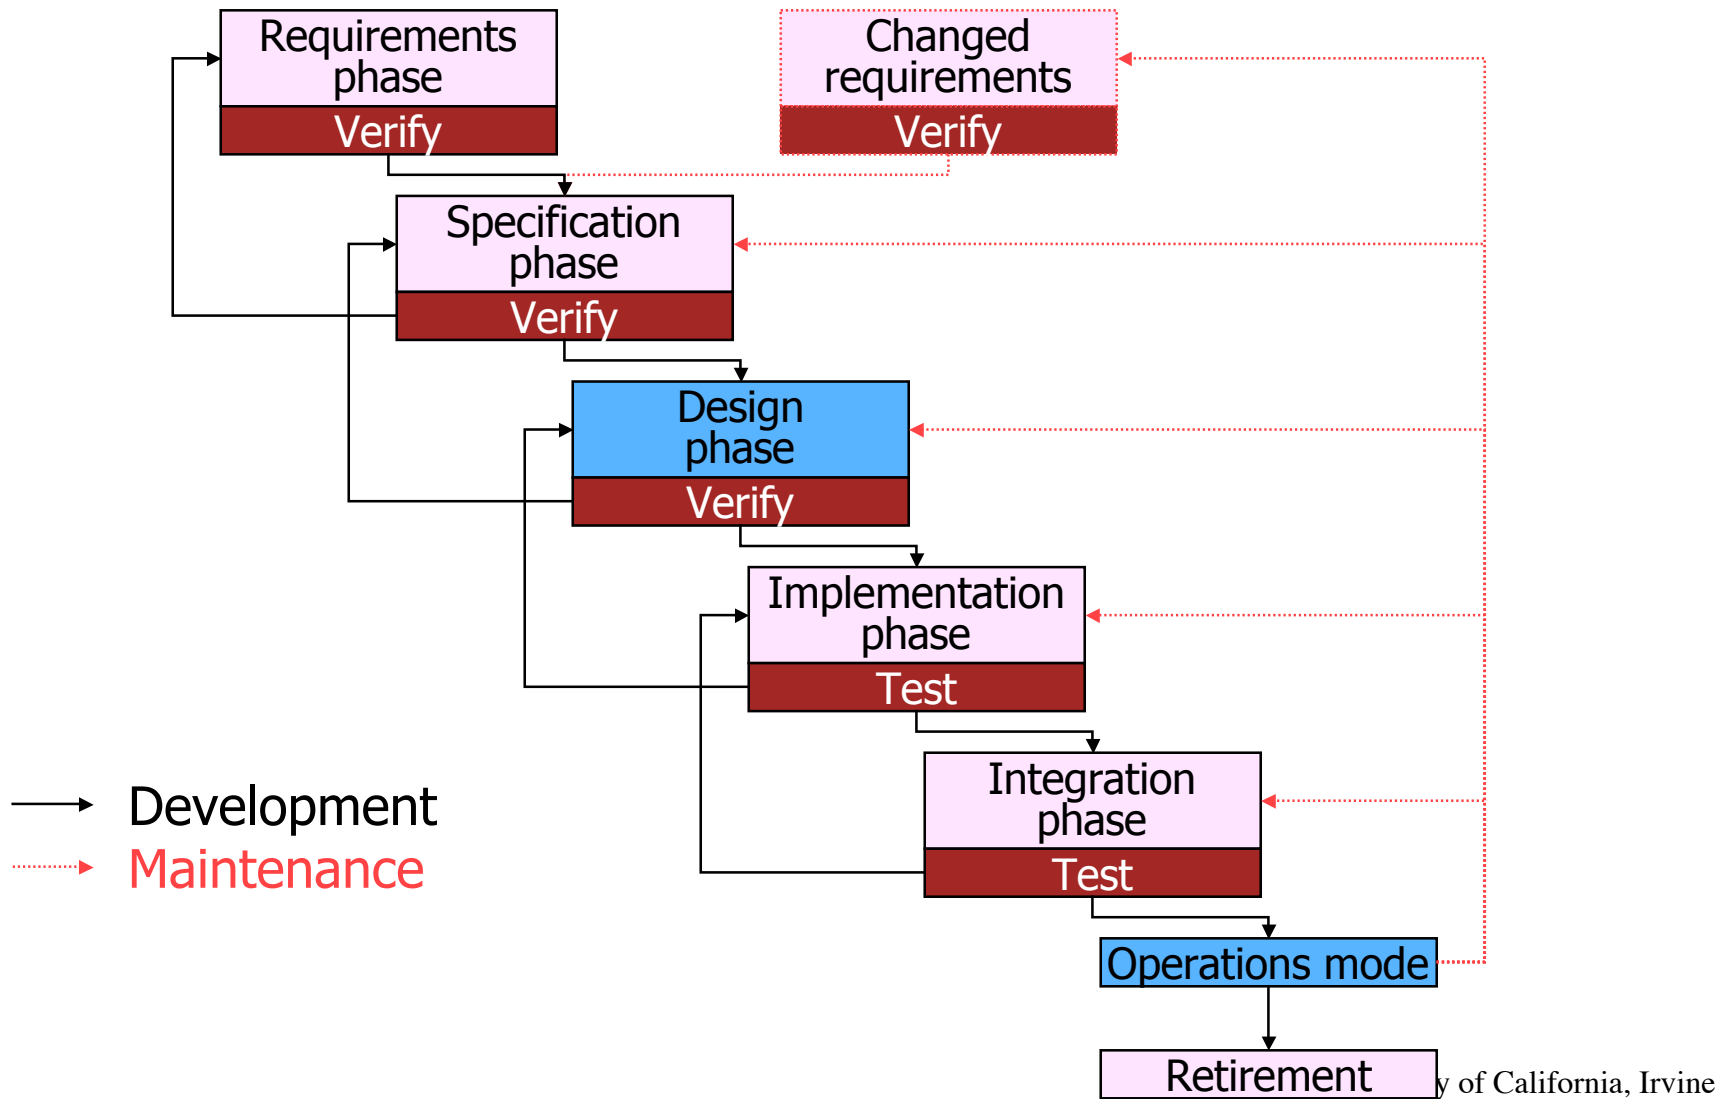 Requirements
phase
Verify
Changed
requirements
Verify
Specification
phase
Verify
Design
phase
Verify
Implementation
phase
Test
Integration
phase
Test
Development
Maintenance
Operations mode
Retirement
y of California, Irvine